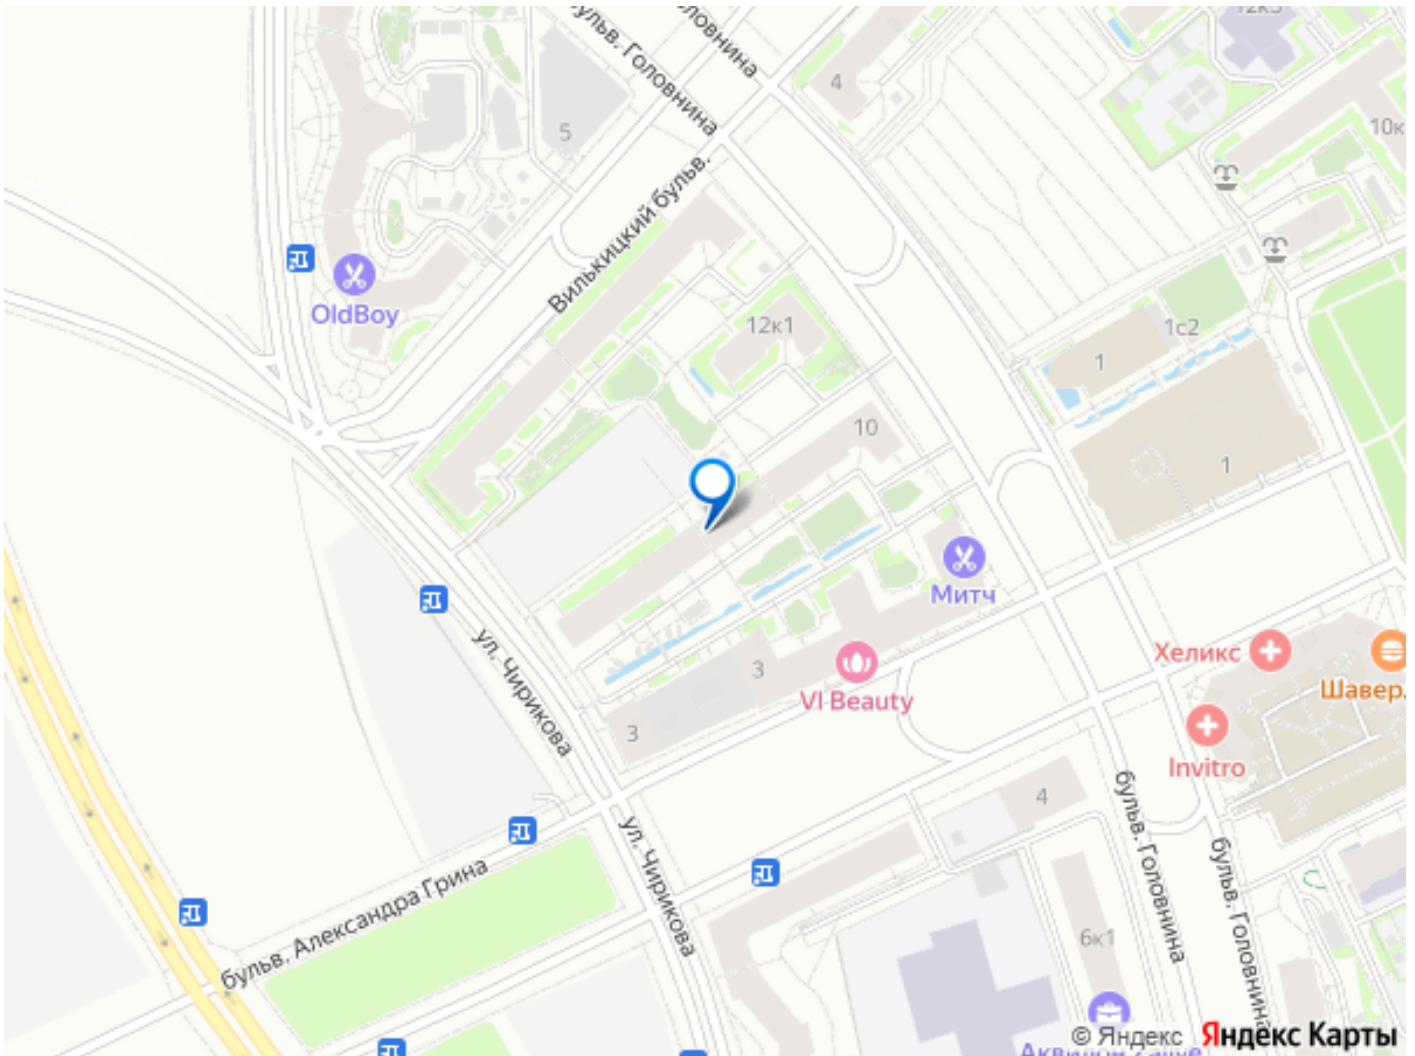 12к3
бульв. Головнина
Головнина
4
5
10к
Вилькицкий бульв.
OldBoy
12к1
1с2
1
10
1
Митч
ул. Чирикова
3
VI Beauty
Хеликс
Шавер.
3
Invitro
4
бульв. Головнина
бульв. Головнина
ул. Чирикова
бульв. Александра Грина
6к1
© Яндекс
Яндекс Карты